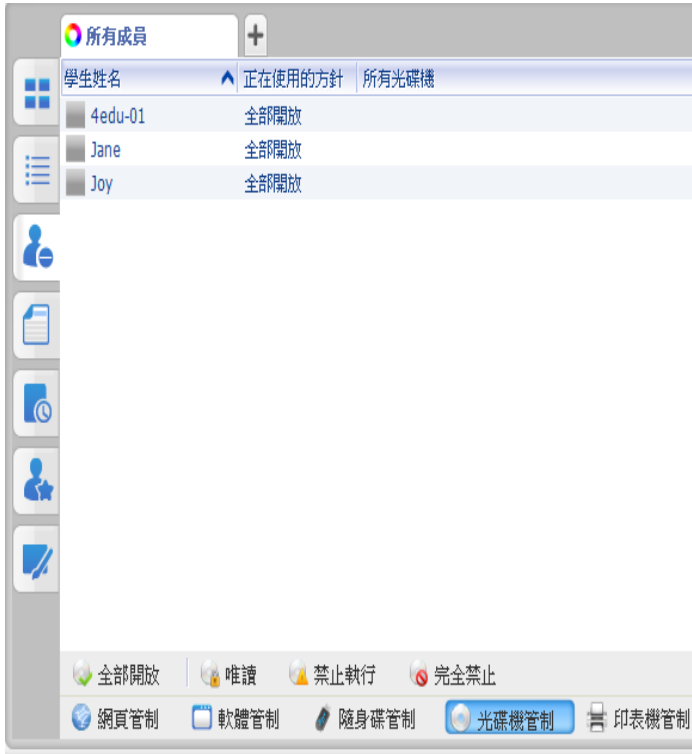 所有成員
學生姓名 正在使用的方針 所有光碟機
4edu-01 全部開放
Jane 全部開放
Joy 全部開放
全部開放 唯讀 禁止執行 完全禁止
網頁管制 軟體管制 隨身碟管制 光碟機管制 印表機管制